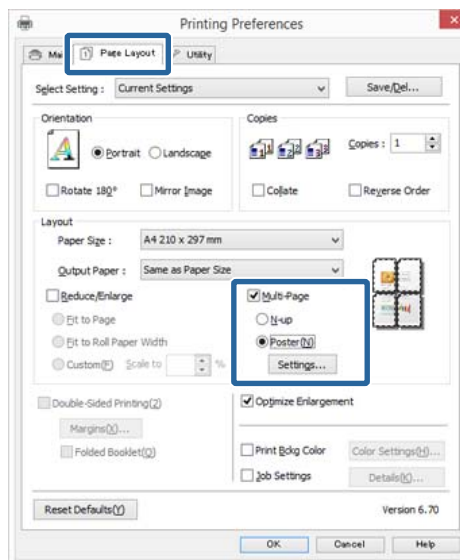 Printing Preferences
Main Page Layout Utility
Select Setting : Current Settings Save/Del...
Orientation Copies
Portrait Landscape Copies : 1
Rotate 180° Mirror Image Collate Reverse Order
Layout
Paper Size : A4 210 x 297 mm
Output Paper : Same as Paper Size
Reduce/Enlarge Multi-Page
Fit to Page N-up
Fit to Roll Paper Width Poster(N)
Custom(F) Scale to % Settings...
Double-Sided Printing(Z) Optimize Enlargement
Margins(X)...
Folded Booklet(Q) Print Bckg Color Color Settings(H)...
Job Settings Details(K)...
Reset Defaults(Y) Version 6.70
OK Cancel Help